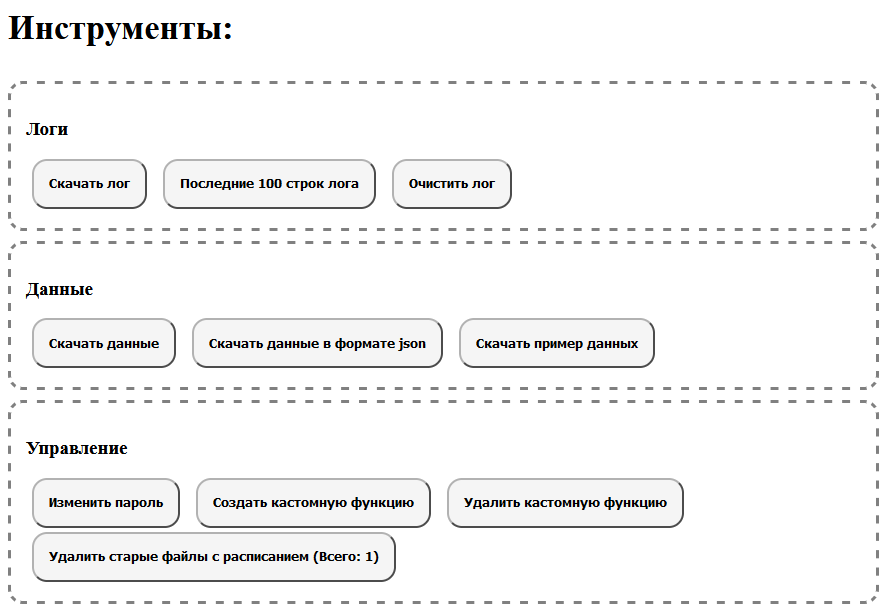 Инструменты:
Логи
Скачать лог Последние 100 строк лога Очистить лог
Данные
Скачать данные Скачать данные в формате json Скачать пример данных
Управление
Изменить пароль Создать кастомную функцию Удалить кастомную функцию
Удалить старые файлы с расписанием (Всего: 1)